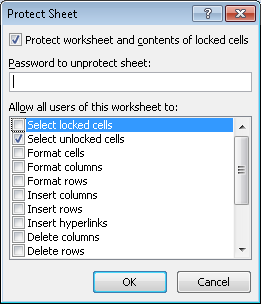 Protect Sheet
Protect worksheet and contents of locked cells
Password to unprotect sheet:
Allow all users of this worksheet to:
Select locked cells
Select unlocked cells
Format cells
Format columns
Format rows
Insert columns
Insert rows
Insert hyperlinks
Delete columns
Delete rows
OK
Cancel